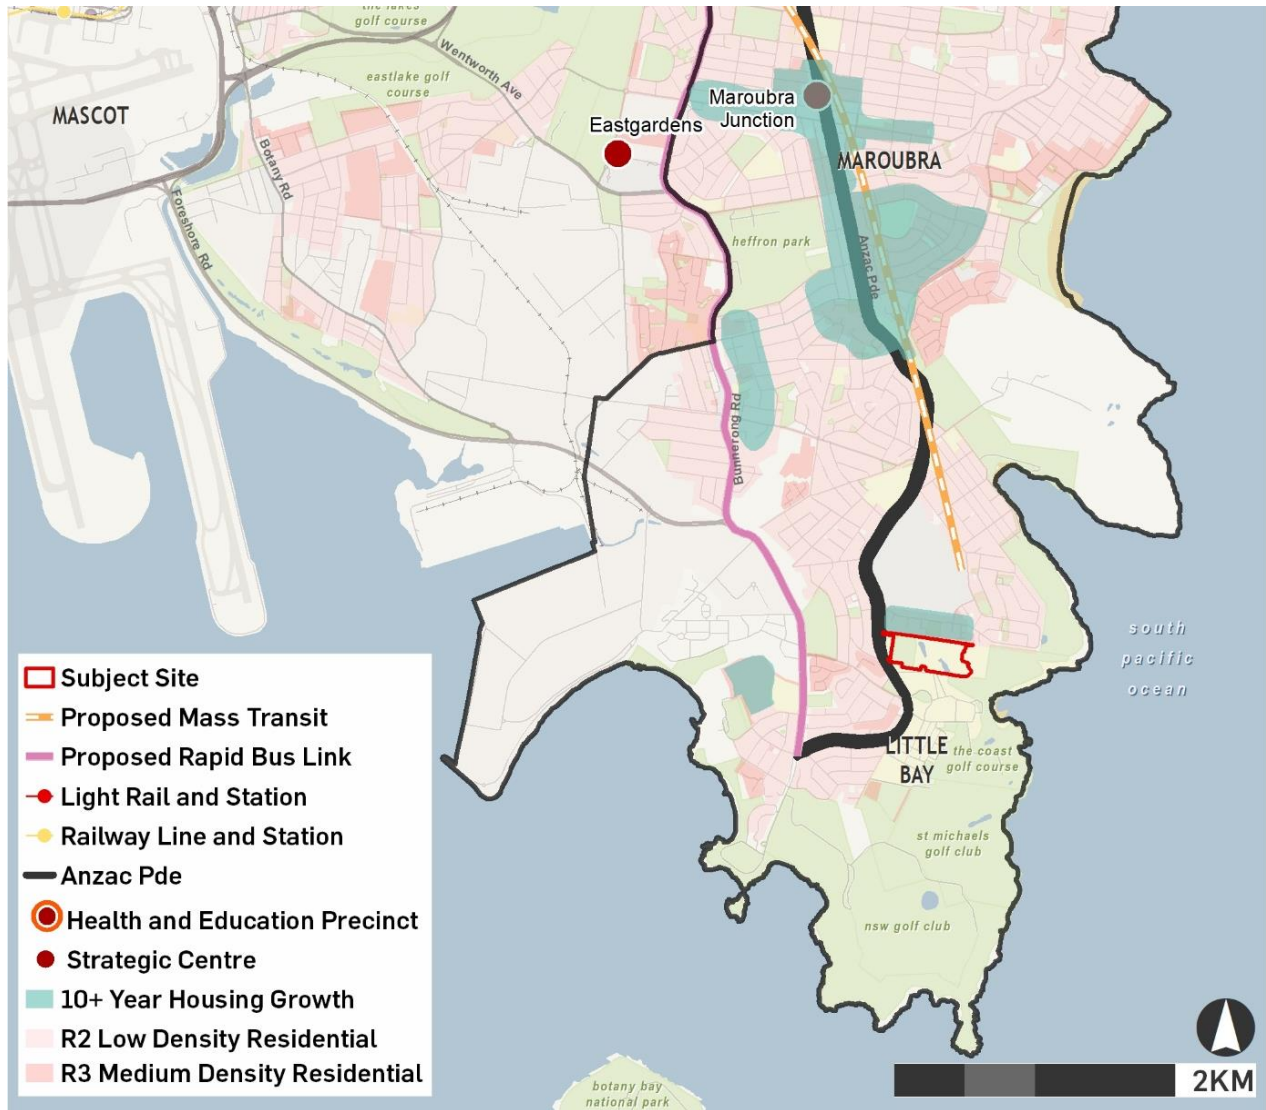 the lakes
golf course
Wentworth Ave
eastlake golf
course
MASCOT
Maroubra
Junction
Eastgardens
MAROUBRA
Botany Rd
Foreshore Rd
heffron park
Anzac Pde
Bunnerong Rd
south
pacific
ocean
LITTLE
BAY
the coast
golf course
st michaels
golf club
nsw golf club
botany bay
national park
Subject Site
Proposed Mass Transit
Proposed Rapid Bus Link
Light Rail and Station
Railway Line and Station
Anzac Pde
Health and Education Precinct
Strategic Centre
10+ Year Housing Growth
R2 Low Density Residential
R3 Medium Density Residential
2KM